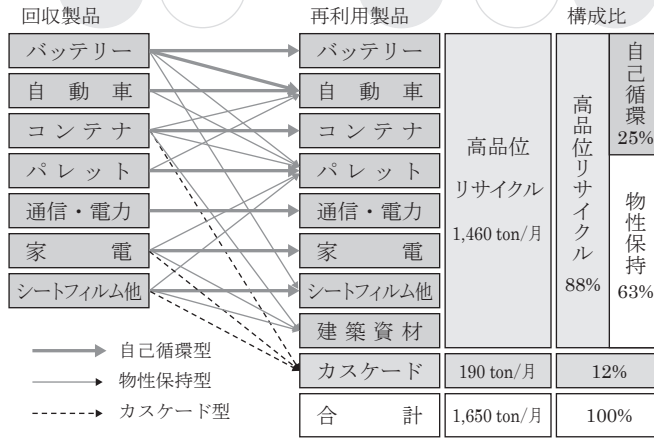 回収製品
再利用製品
構成比
バッテリー
自動車
コンテナ
パレット
通信・電力
家電
シートフィルム他
バッテリー
自動車
コンテナ
パレット
通信・電力
家電
シートフィルム他
建築資材
カスケード
合計
高品位
リサイクル
1,460 ton/月
190 ton/月
1,650 ton/月
高品位リサイクル
88%
自己循環
25%
物性保持
63%
12%
100%
自己循環型
物性保持型
カスケード型